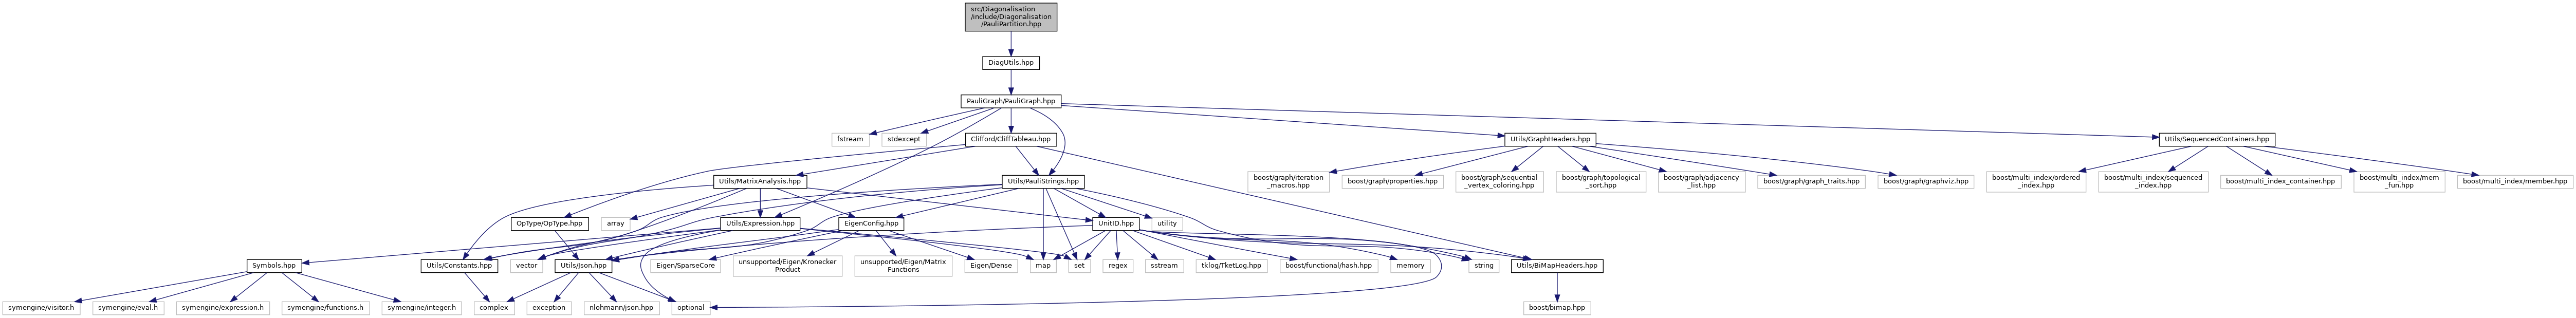 src/Diagonalisation
/include/Diagonalisation
/PauliPartition.hpp
DiagUtils.hpp
PauliGraph/PauliGraph.hpp
fstream
stdexcept
Clifford/CliffTableau.hpp
Utils/GraphHeaders.hpp
Utils/SequencedContainers.hpp
Utils/MatrixAnalysis.hpp
Utils/PauliStrings.hpp
boost/graph/iteration
_macros.hpp
boost/graph/properties.hpp
boost/graph/sequential
_vertex_coloring.hpp
boost/graph/topological
_sort.hpp
boost/graph/adjacency
_list.hpp
boost/graph/graph_traits.hpp
boost/graph/graphviz.hpp
boost/multi_index/ordered
_index.hpp
boost/multi_index/sequenced
_index.hpp
boost/multi_index_container.hpp
boost/multi_index/mem
_fun.hpp
boost/multi_index/member.hpp
OpType/OpType.hpp
array
Utils/Expression.hpp
EigenConfig.hpp
UnitID.hpp
utility
Symbols.hpp
Utils/Constants.hpp
vector
Utils/Json.hpp
Eigen/SparseCore
unsupported/Eigen/Kronecker
Product
unsupported/Eigen/Matrix
Functions
Eigen/Dense
map
set
regex
sstream
tklog/TketLog.hpp
boost/functional/hash.hpp
memory
string
Utils/BiMapHeaders.hpp
symengine/visitor.h
symengine/eval.h
symengine/expression.h
symengine/functions.h
symengine/integer.h
complex
exception
nlohmann/json.hpp
optional
boost/bimap.hpp